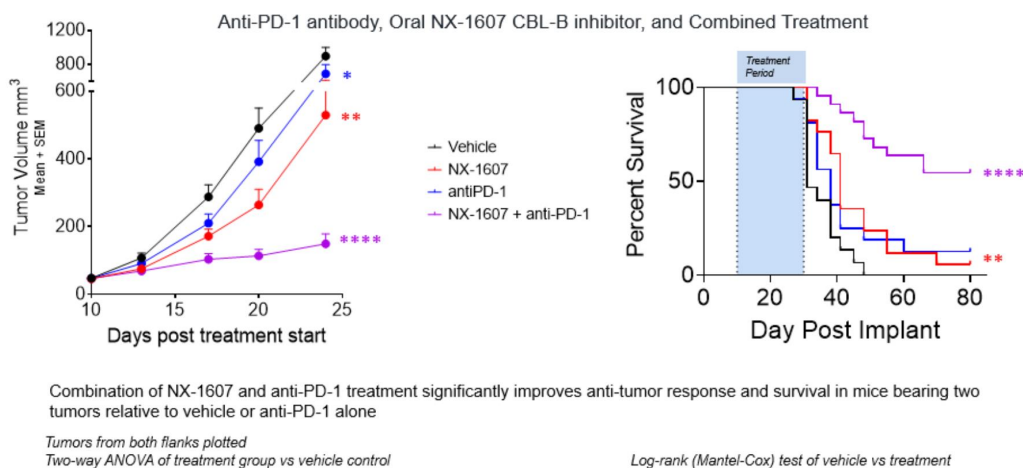 Anti-PD-1 antibody, Oral NX-1607 CBL-B inhibitor, and Combined Treatment
Tumor Volume mm³
Mean + SEM
1200
800
600
400
200
0
10
15
20
25
Days post treatment start
*
**
****
Vehicle
NX-1607
antiPD-1
NX-1607 + anti-PD-1
Treatment
Period
Percent Survival
100
50
0
0
20
40
60
80
Day Post Implant
****
**
Combination of NX-1607 and anti-PD-1 treatment significantly improves anti-tumor response and survival in mice bearing two
tumors relative to vehicle or anti-PD-1 alone
Tumors from both flanks plotted
Two-way ANOVA of treatment group vs vehicle control
Log-rank (Mantel-Cox) test of vehicle vs treatment